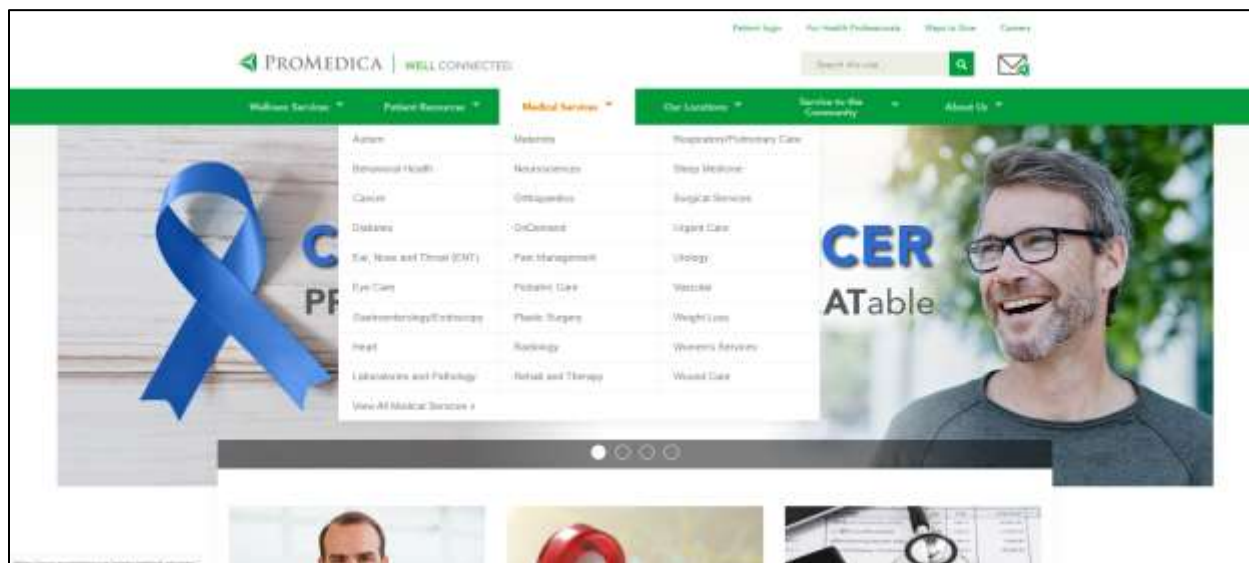 Patient login For Health Professionals Ways to Give Careers
PROMEDICA | WELL CONNECTED
Search this site
Wellness Services Patient Resources Medical Services Our Locations Service to the Community About Us
Autism Maternity Respiratory/Pulmonary Care
Behavioral Health Neurosciences Sleep Medicine
Cancer Orthopaedics Surgical Services
Diabetes OnDemand Urgent Care
Ear, Nose and Throat (ENT) Pain Management Urology
Eye Care Pediatric Care Vascular
Gastroenterology/Endoscopy Plastic Surgery Weight Loss
Heart Radiology Women's Services
Laboratories and Pathology Rehab and Therapy Wound Care
View All Medical Services »
C CER
PR ATable